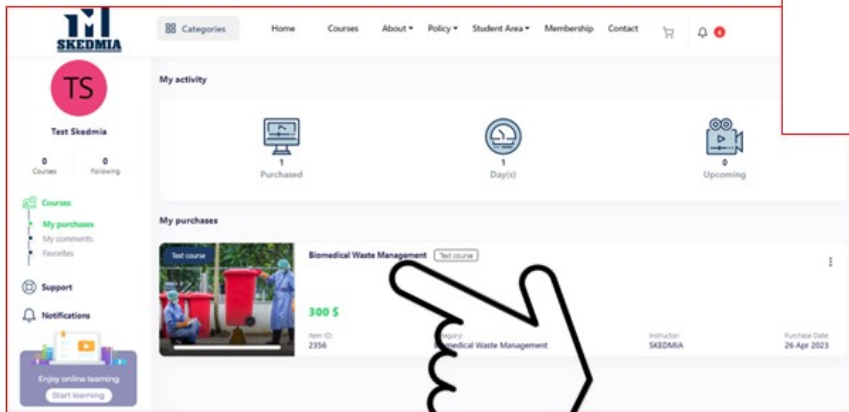 SKEDMIA
Categories
Home
Courses
About
Policy
Student Area
Membership
Contact
TS
Test Skedmia
0
Courses
0
Following
Courses
My purchases
My comments
Favorites
Support
Notifications
Enjoy online learning
Start learning
My activity
1
Purchased
1
Day(s)
0
Upcoming
My purchases
Text course
Biomedical Waste Management
Text course
300 $
Item ID:
2356
Biomedical Waste Management
Instructor:
SKEDMIA
Purchase Date:
26 Apr 2023